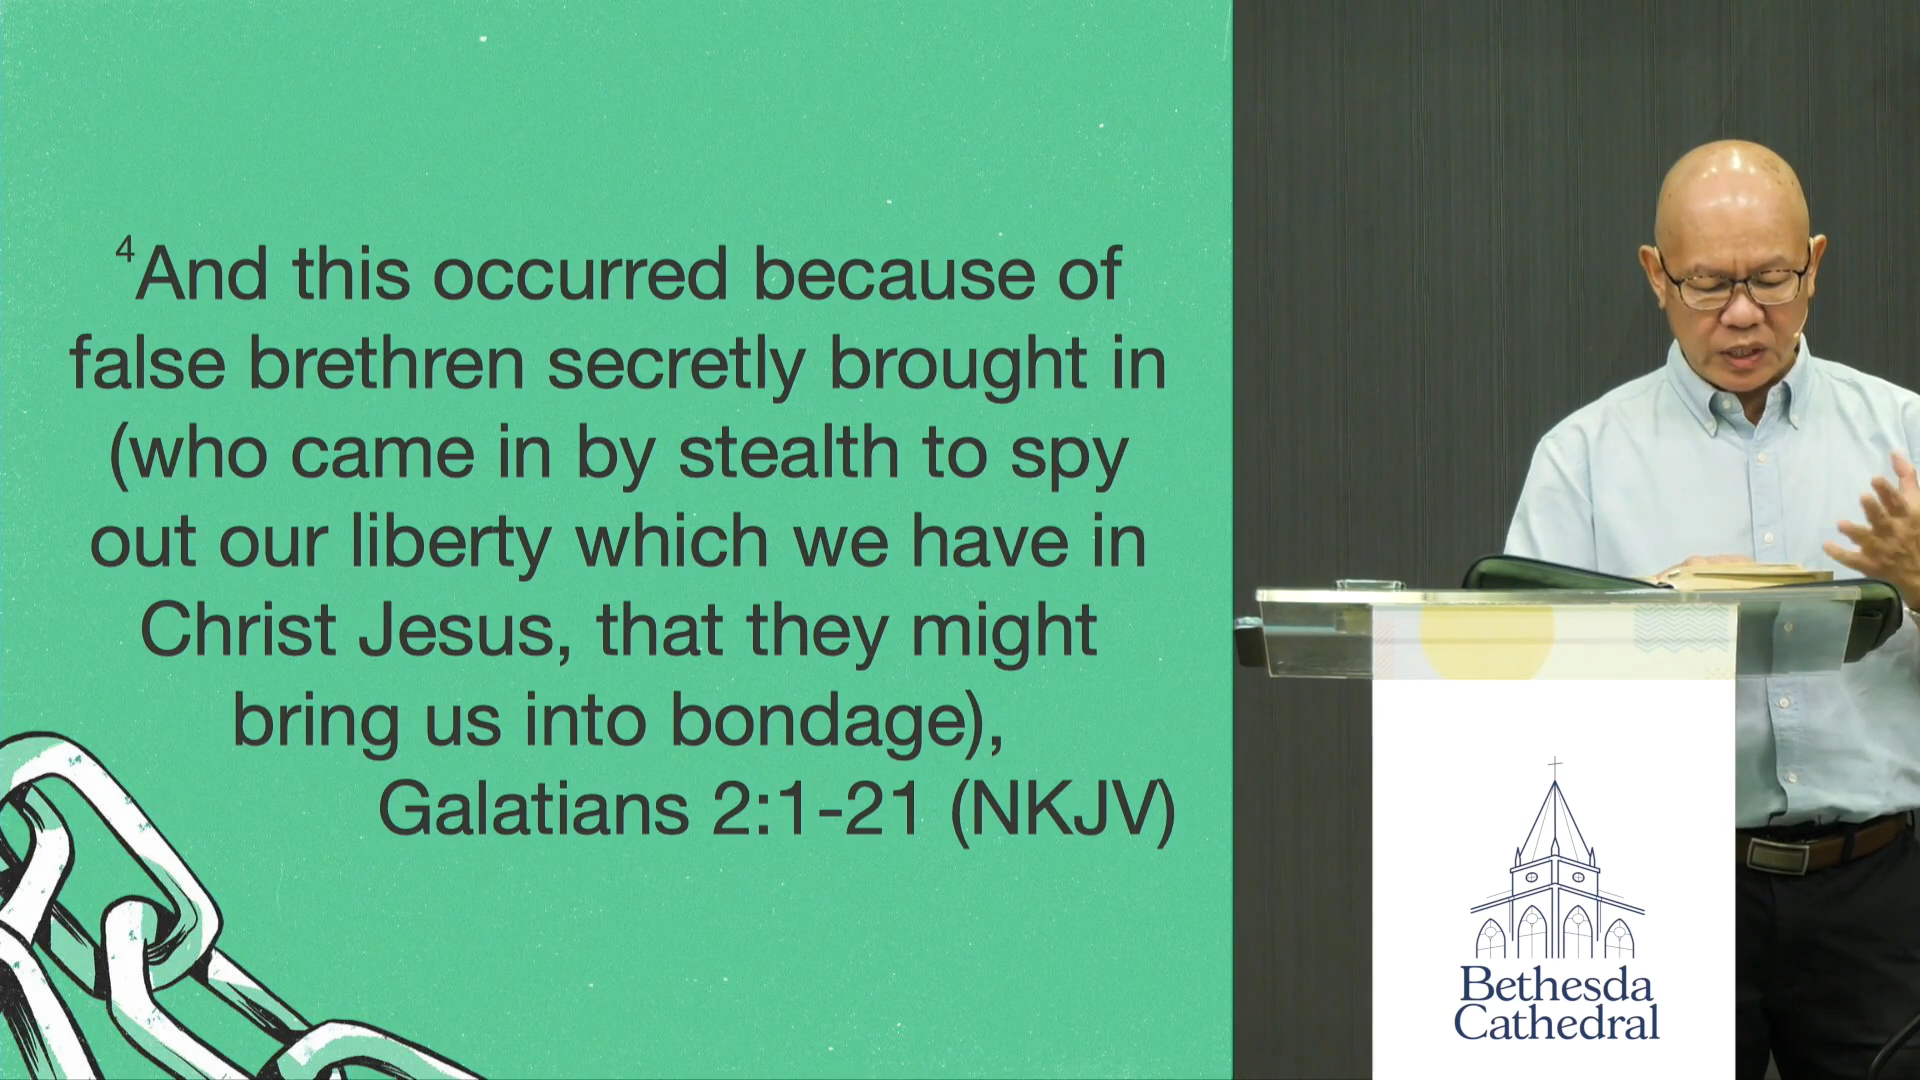 4And this occurred because of
false brethren secretly brought in
(who came in by stealth to spy
out our liberty which we have in
Christ Jesus, that they might
bring us into bondage),
Galatians 2:1-21 (NKJV)
Bethesda
Cathedral